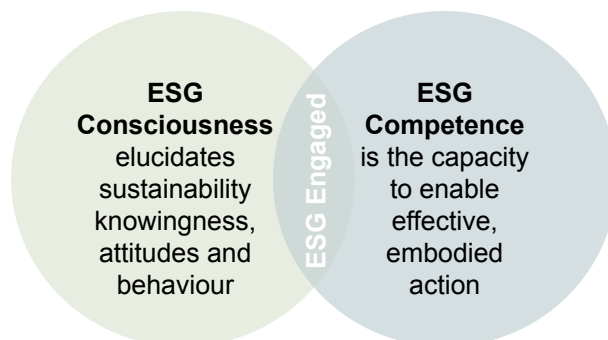 ESG
Consciousness
elucidates
sustainability
knowingness,
attitudes and
behaviour
ESG Engaged
ESG
Competence
is the capacity
to enable
effective,
embodied
action